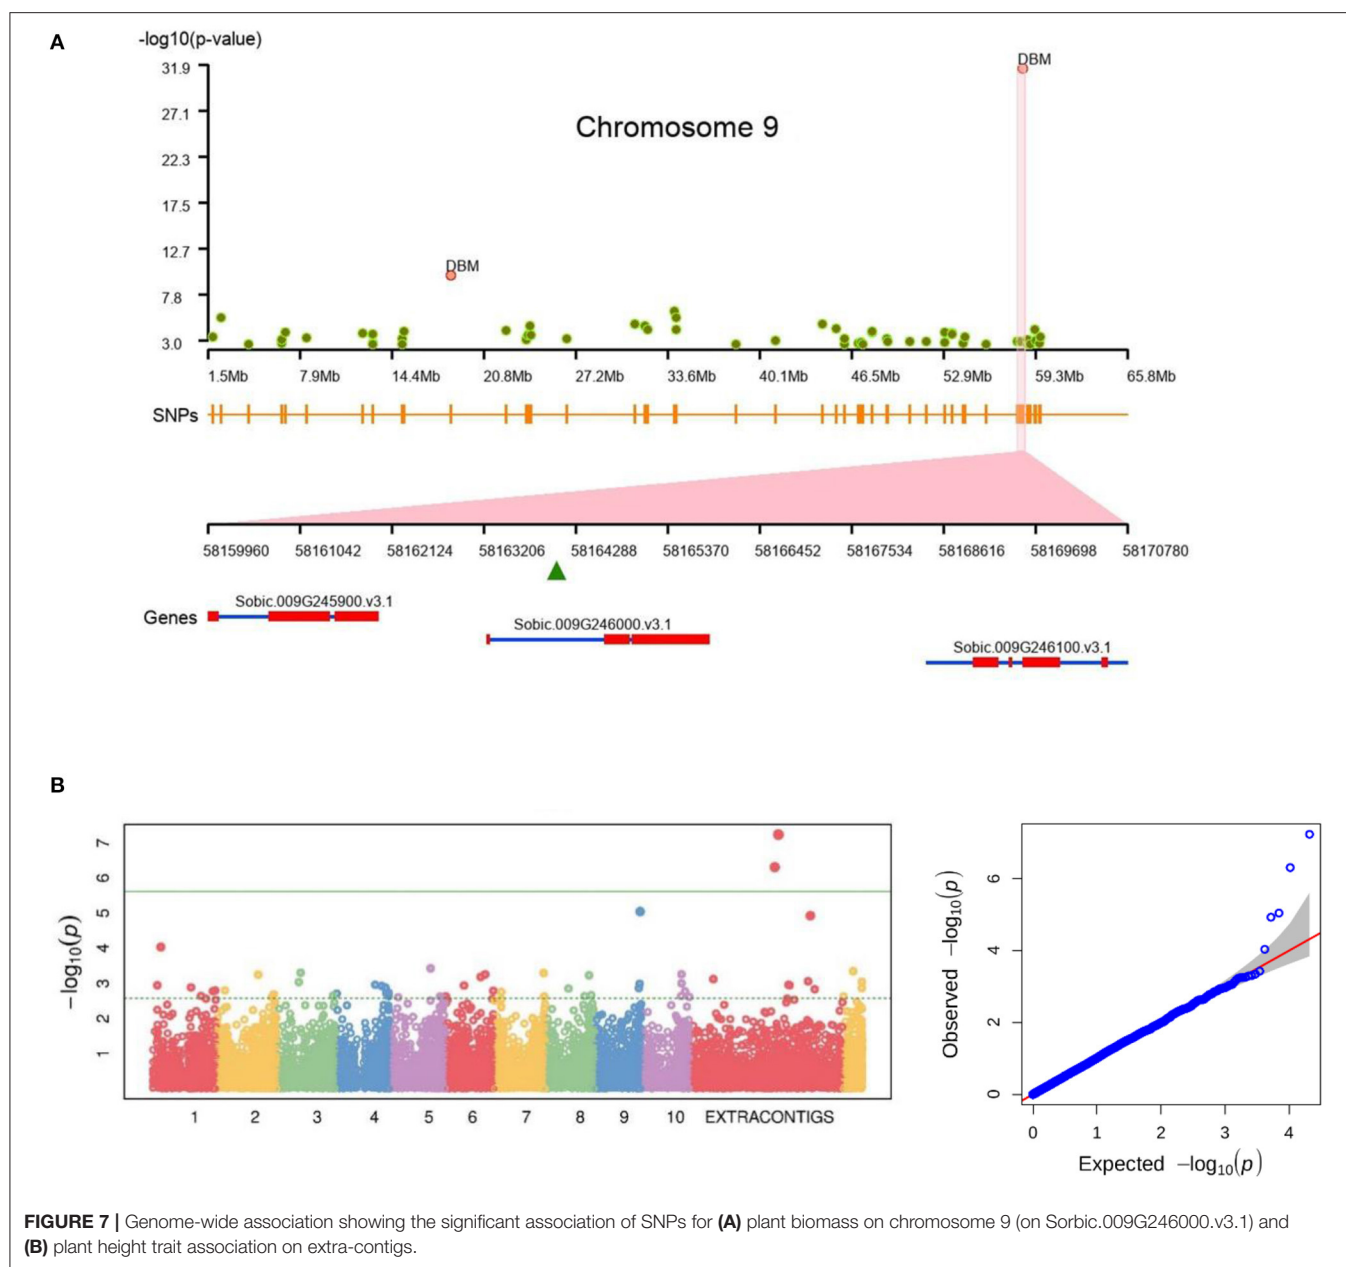 A
-log10(p-value)
31.9
27.1
22.3
17.5
12.7
7.8
3.0
DBM
DBM
Chromosome 9
1.5Mb 7.9Mb 14.4Mb 20.8Mb 27.2Mb 33.6Mb 40.1Mb 46.5Mb 52.9Mb 59.3Mb 65.8Mb
SNPs
58159960 58161042 58162124 58163206 58164288 58165370 58166452 58167534 58168616 58169698 58170780
Genes
Sobic.009G245900.v3.1
Sobic.009G246000.v3.1
Sobic.009G246100.v3.1
B
−log10(p)
7
6
5
4
3
2
1
1 2 3 4 5 6 7 8 9 10 EXTRACONTIGS
Observed −log10(p)
6
4
2
0
0 1 2 3 4
Expected −log10(p)
FIGURE 7 | Genome-wide association showing the significant association of SNPs for (A) plant biomass on chromosome 9 (on Sorbic.009G246000.v3.1) and
(B) plant height trait association on extra-contigs.